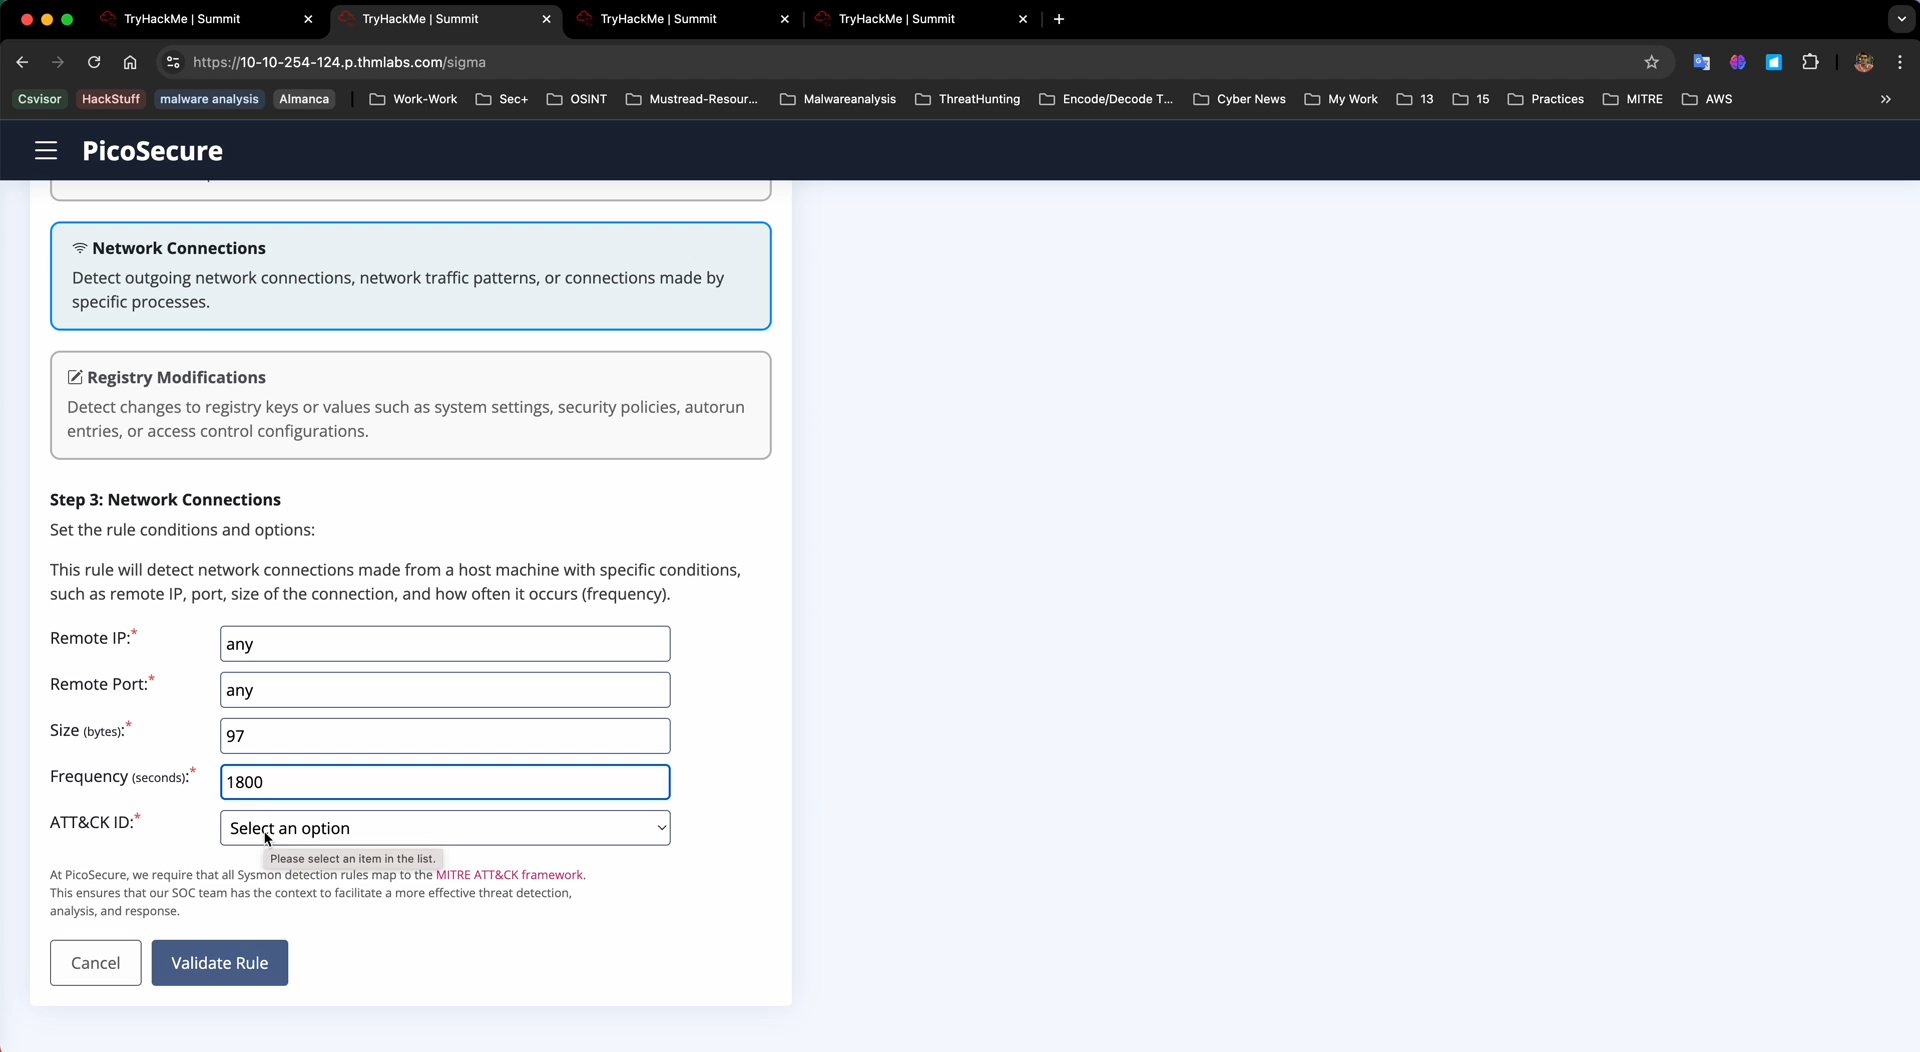 TryHackMe | Summit
TryHackMe | Summit
TryHackMe | Summit
TryHackMe | Summit
https://10-10-254-124.p.thmlabs.com/sigma
Csvisor
HackStuff
malware analysis
Almanca
Work-Work
Sec+
OSINT
Mustread-Resour...
Malwareanalysis
ThreatHunting
Encode/Decode T...
Cyber News
My Work
13
15
Practices
MITRE
AWS
PicoSecure
Network Connections
Detect outgoing network connections, network traffic patterns, or connections made by
specific processes.
Registry Modifications
Detect changes to registry keys or values such as system settings, security policies, autorun
entries, or access control configurations.
Step 3: Network Connections
Set the rule conditions and options:
This rule will detect network connections made from a host machine with specific conditions,
such as remote IP, port, size of the connection, and how often it occurs (frequency).
Remote IP:* any
Remote Port:* any
Size (bytes):* 97
Frequency (seconds):* 1800
ATT&CK ID:* Select an option
Please select an item in the list.
At PicoSecure, we require that all Sysmon detection rules map to the MITRE ATT&CK framework.
This ensures that our SOC team has the context to facilitate a more effective threat detection,
analysis, and response.
Cancel
Validate Rule